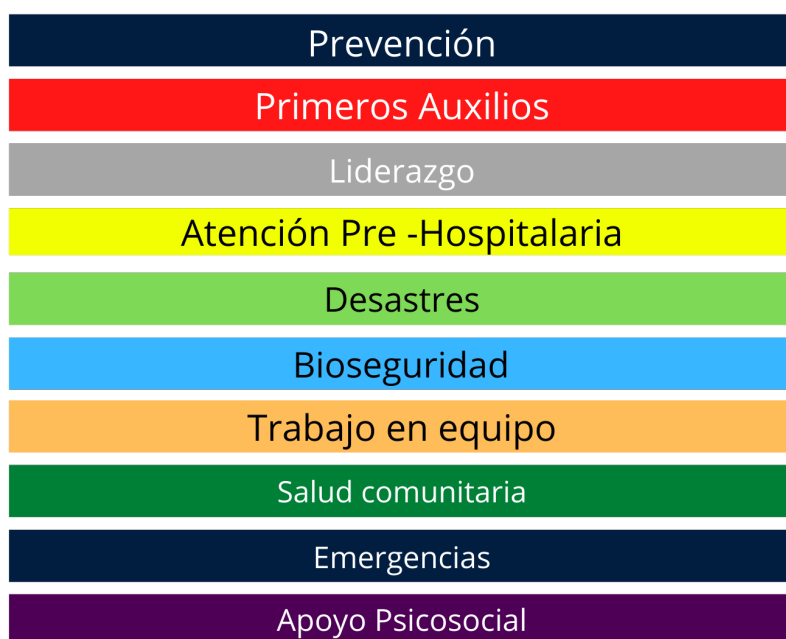 Prevención
Primeros Auxilios
Liderazgo
Atención Pre -Hospitalaria
Desastres
Bioseguridad
Trabajo en equipo
Salud comunitaria
Emergencias
Apoyo Psicosocial